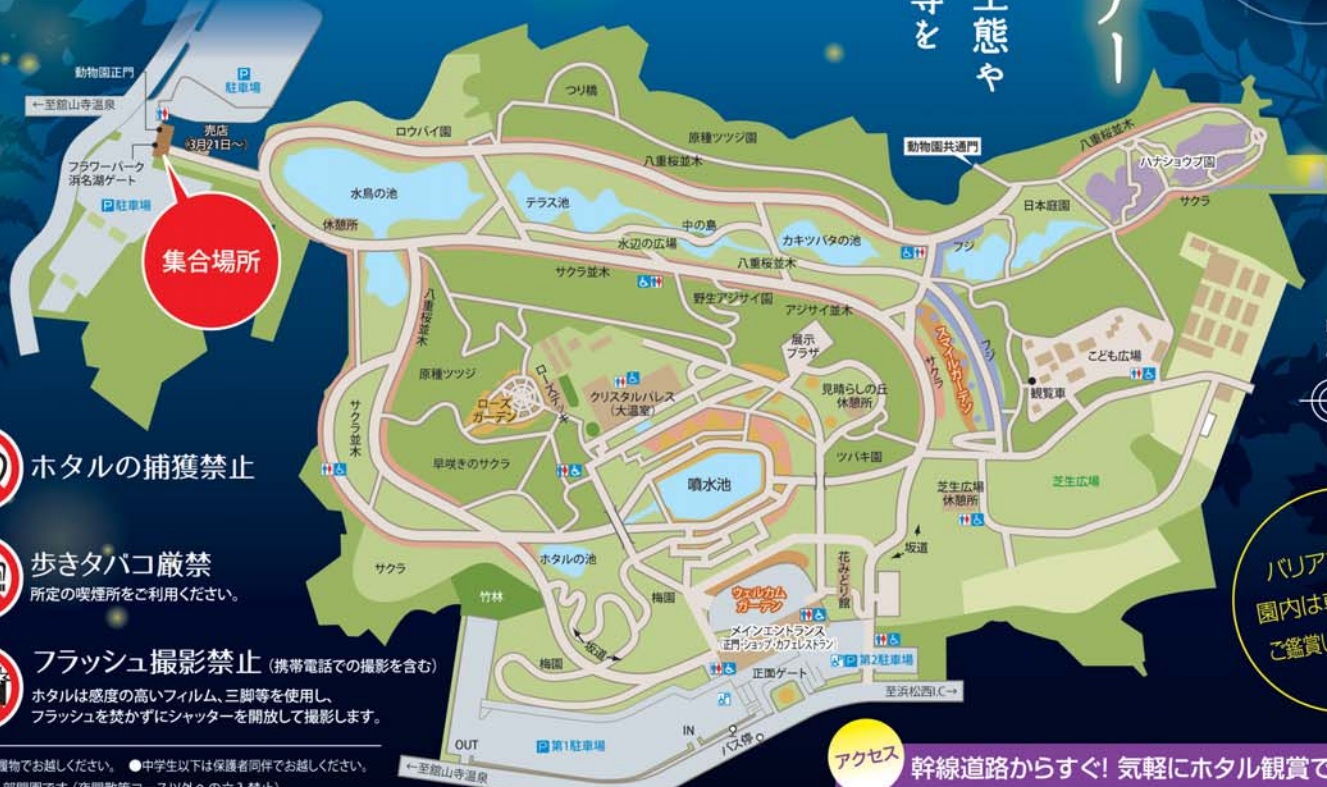 ナー
生態や
等を
動物園正門
P
駐車場
←至舘山寺温泉
売店
(3月21日〜)
フラワーパーク
浜名湖ゲート
P駐車場
集合場所
つり橋
ロウバイ園
原種ツツジ園
八重桜並木
動物園共通門
八重桜並木
ハナショウブ園
サクラ
日本庭園
水鳥の池
休憩所
テラス池
中の島
水辺の広場
カキツバタの池
フジ
八重桜並木
サクラ並木
野生アジサイ園
アジサイ並木
八重桜並木
展示
プラザ
スマイルガーデン
サクラ
フジ
こども広場
観覧車
原種ツツジ
ローズ
ガーデン
ローズデッキ
クリスタルパレス
(大温室)
見晴らしの丘
休憩所
サクラ並木
早咲きのサクラ
噴水池
ツバキ園
芝生広場
休憩所
芝生広場
ホタルの捕獲禁止
歩きタバコ厳禁
所定の喫煙所をご利用ください。
フラッシュ撮影禁止(携帯電話での撮影を含む)
ホタルは感度の高いフィルム、三脚等を使用し、
フラッシュを焚かずにシャッターを開放して撮影します。
サクラ
ホタルの池
竹林
梅園
坂道
梅園
ウェルカム
ガーデン
メインエントランス
(正門・ショップ・カフェレストラン)
花みどり館
坂道
正面ゲート
P 第2駐車場
至浜松西I.C→
IN
バス停
OUT
P 第1駐車場
←至舘山寺温泉
バリア
園内は
ご鑑賞
履物でお越しください。 ●中学生以下は保護者同伴でお越しください。
アクセス
幹線道路からすぐ! 気軽にホタル観賞で